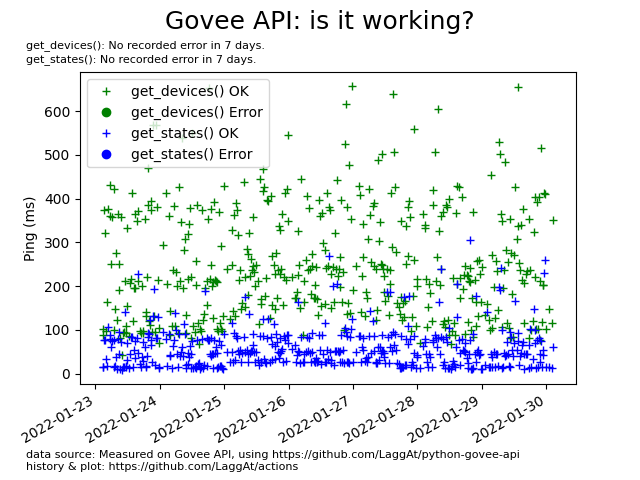 Govee API: is it working?
get_devices(): No recorded error in 7 days.
get_states(): No recorded error in 7 days.
get_devices() OK
get_devices() Error
get_states() OK
get_states() Error
Ping (ms)
600
500
400
300
200
100
0
2022-01-23
2022-01-24
2022-01-25
2022-01-26
2022-01-27
2022-01-28
2022-01-29
2022-01-30
data source: Measured on Govee API, using https://github.com/LaggAt/python-govee-api
history & plot: https://github.com/LaggAt/actions